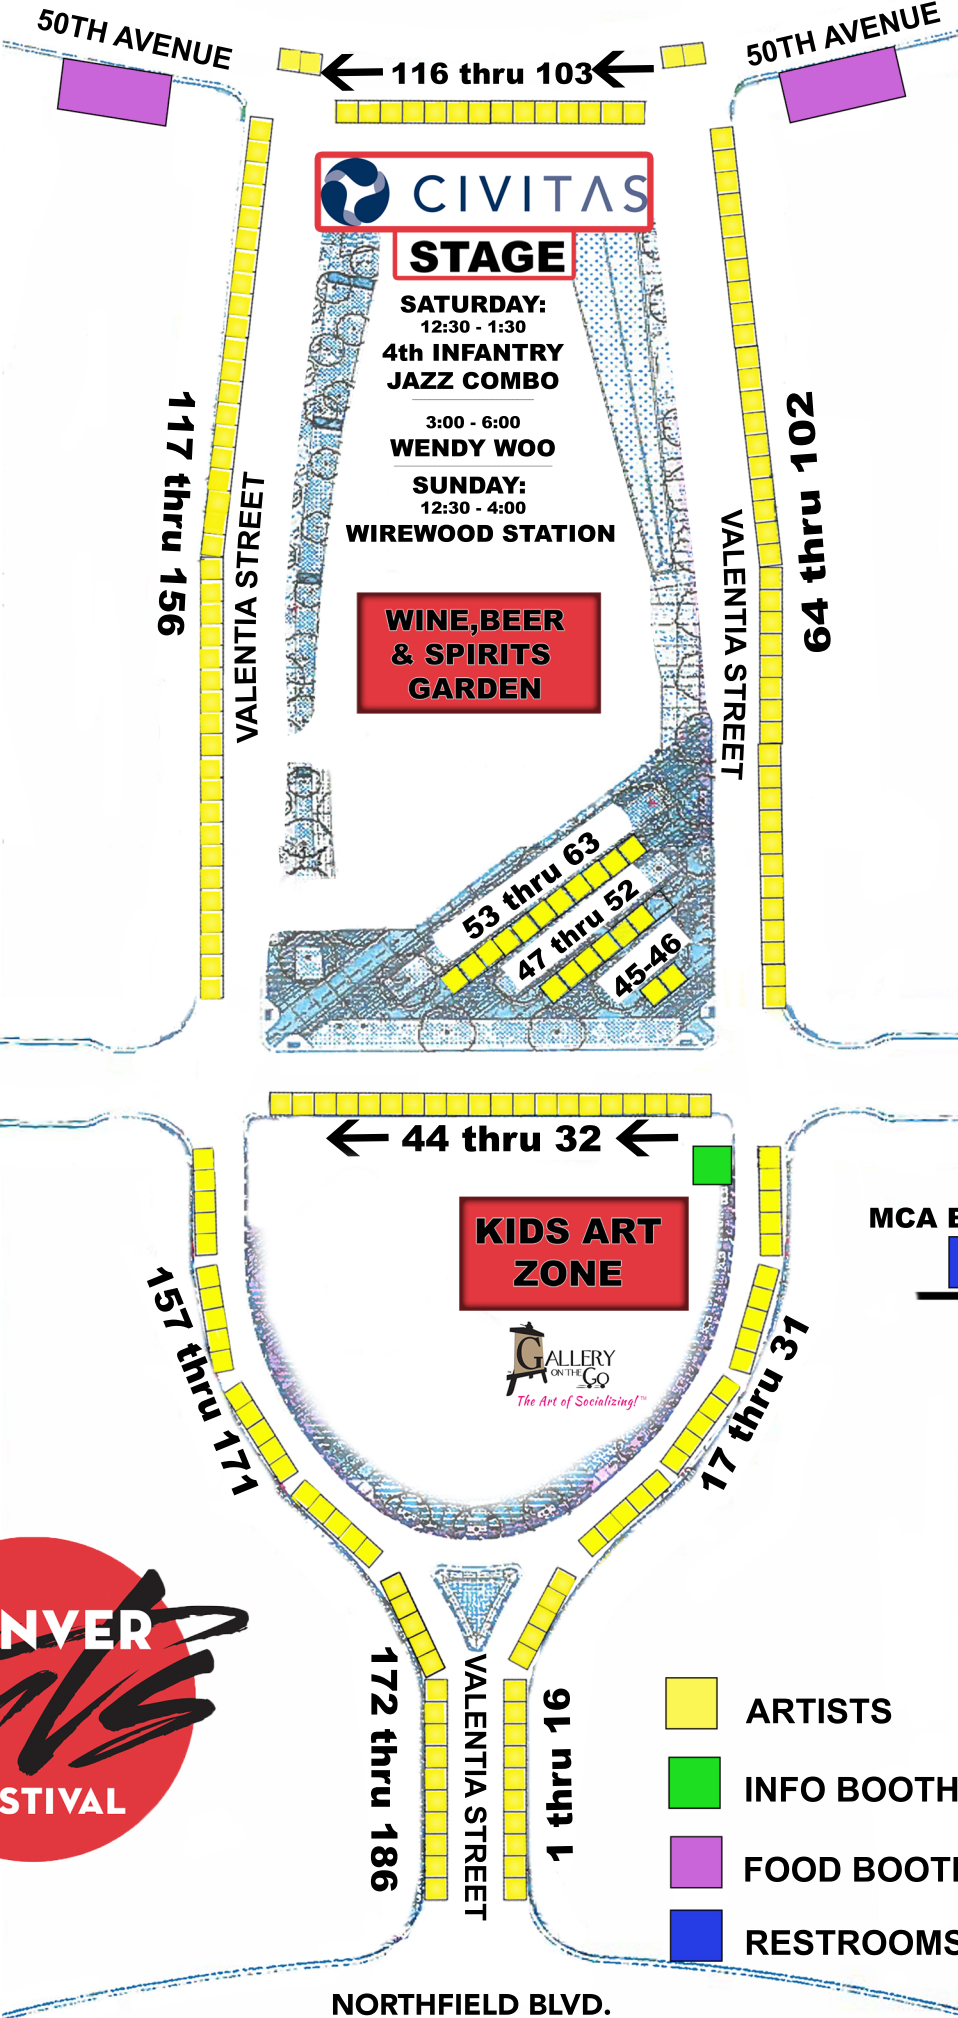 50TH AVENUE
50TH AVENUE
116 thru 103
CIVITAS
STAGE
SATURDAY:
12:30 - 1:30
4th INFANTRY
JAZZ COMBO
3:00 - 6:00
WENDY WOO
SUNDAY:
12:30 - 4:00
WIREWOOD STATION
117 thru 156
VALENTIA STREET
64 thru 102
VALENTIA STREET
WINE,BEER
& SPIRITS
GARDEN
53 thru 63
47 thru 52
45-46
44 thru 32
KIDS ART
ZONE
MCA
GALLERY
ON THE
GO
The Art of Socializing!™
157 thru 171
17 thru 31
NVER
STIVAL
172 thru 186
VALENTIA STREET
1 thru 16
ARTISTS
INFO BOOTH
FOOD BOOT
RESTROOMS
NORTHFIELD BLVD.